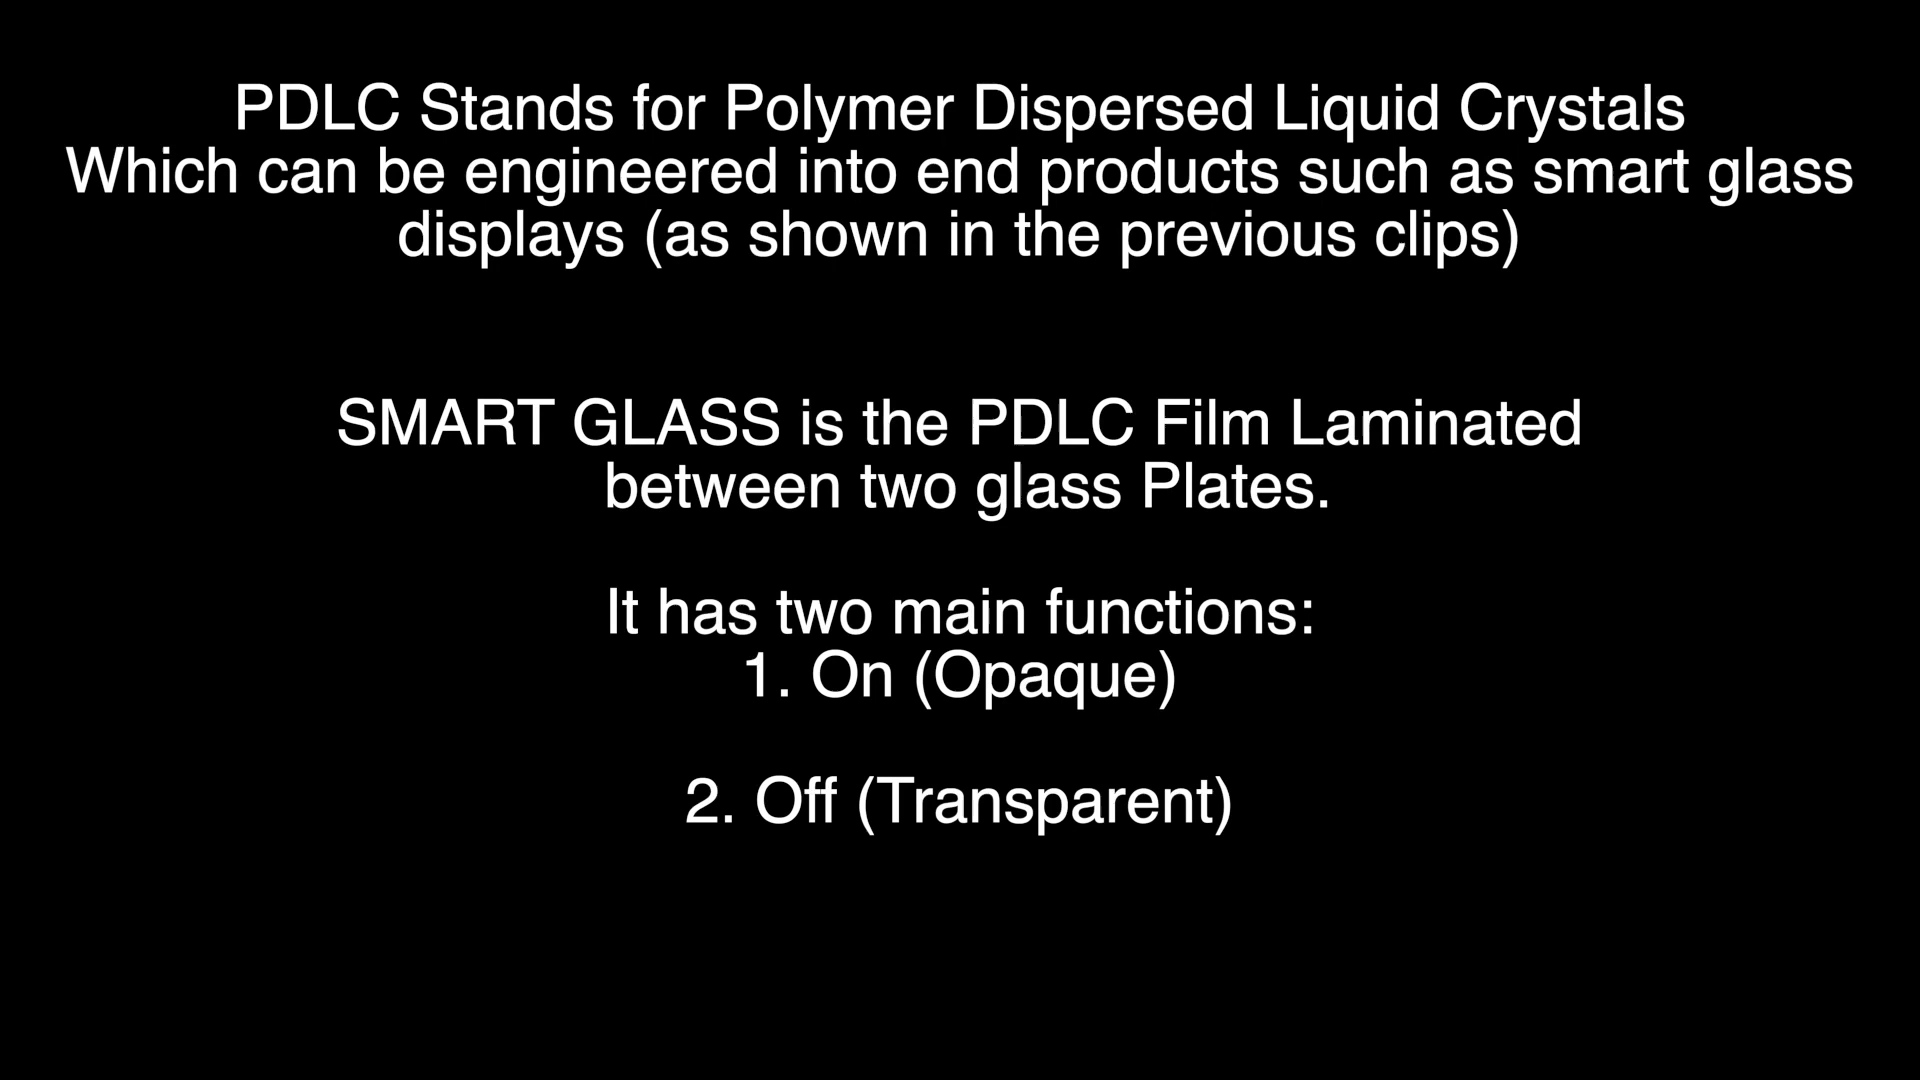 PDLC Stands for Polymer Dispersed Liquid Crystals
Which can be engineered into end products such as smart glass
displays (as shown in the previous clips)
SMART GLASS is the PDLC Film Laminated
between two glass Plates.
It has two main functions:
1. On (Opaque)
2. Off (Transparent)